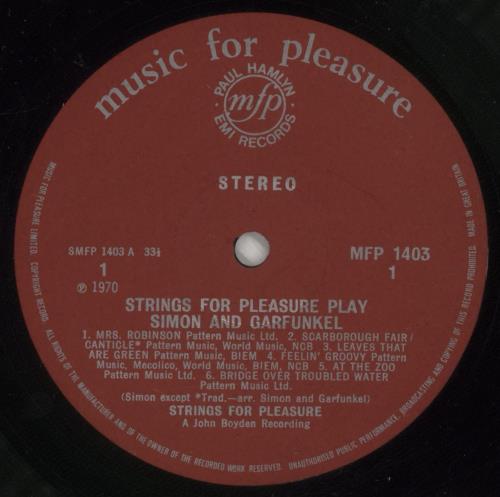 music for pleasure
PAUL HAMLYN
mfp
EMI RECORDS
STEREO
SMFP 1403 A 33⅓
1
℗ 1970
MFP 1403
1
STRINGS FOR PLEASURE PLAY
SIMON AND GARFUNKEL
1. MRS. ROBINSON Pattern Music Ltd. 2. SCARBOROUGH FAIR/
CANTICLE* Pattern Music, World Music, NCB 3. LEAVES THAT
ARE GREEN Pattern Music, BIEM 4. FEELIN' GROOVY Pattern
Music, Mecolico, World Music, BIEM, NCB 5. AT THE ZOO
Pattern Music Ltd. 6. BRIDGE OVER TROUBLED WATER
Pattern Music Ltd.
(Simon except *Trad.—arr. Simon and Garfunkel)
STRINGS FOR PLEASURE
A John Boyden Recording
MUSIC FOR PLEASURE LIMITED. COPYRIGHT RECORD. ALL RIGHTS OF THE MANUFACTURER AND OF THE OWNER OF THE RECORDED WORK RESERVED. UNAUTHORISED PUBLIC PERFORMANCE, BROADCASTING AND COPYING OF THIS RECORD PROHIBITED. MADE IN GREAT BRITAIN